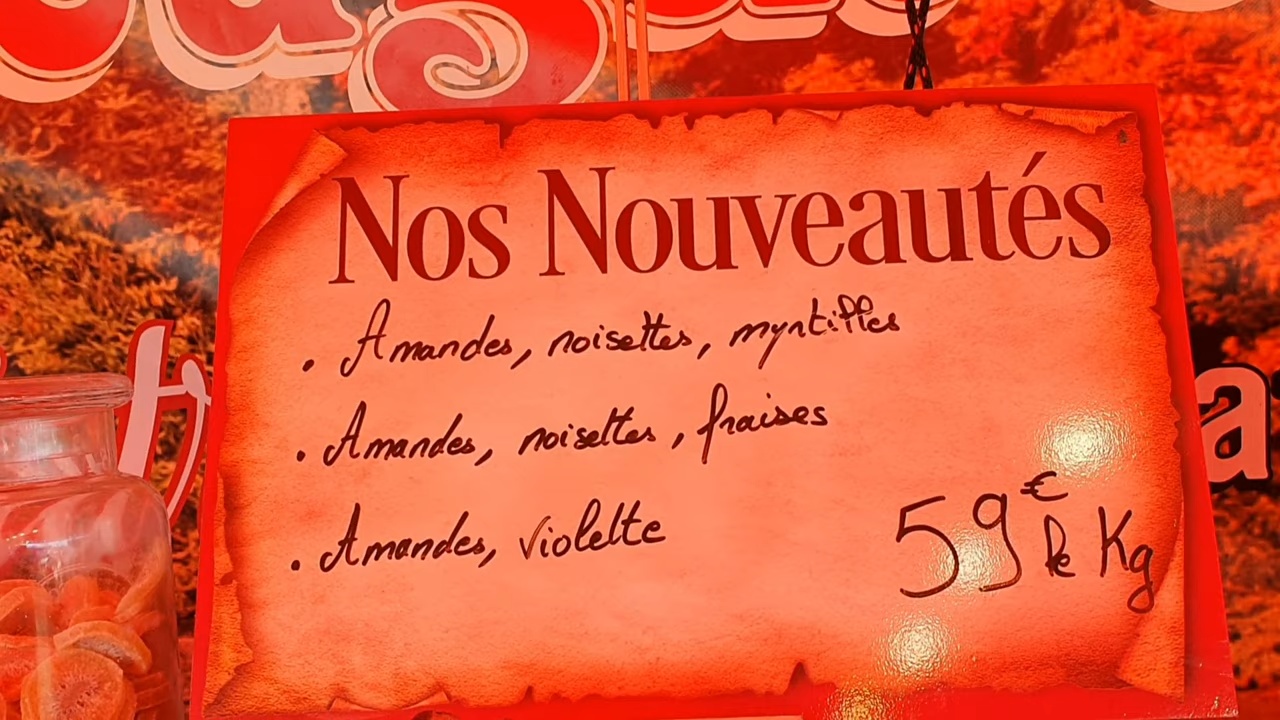 Nos Nouveautés
. Amandes, noisettes, myrtilles
. Amandes, noisettes, fraises
. Amandes, violette
59€ le Kg